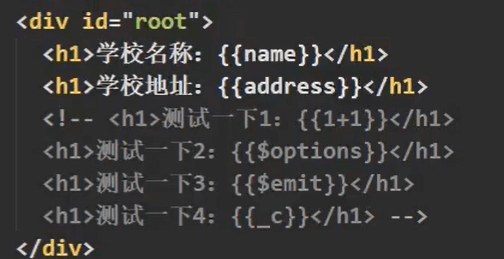 <div id="root">
<h1>学校名称：{{name}}</h1>
<h1>学校地址：{{address}}</h1>
<!-- <h1>测试一下1：{{1+1}}</h1>
<h1>测试一下2：{{$options}}</h1>
<h1>测试一下3：{{$emit}}</h1>
<h1>测试一下4：{{_c}}</h1> -->
</div>